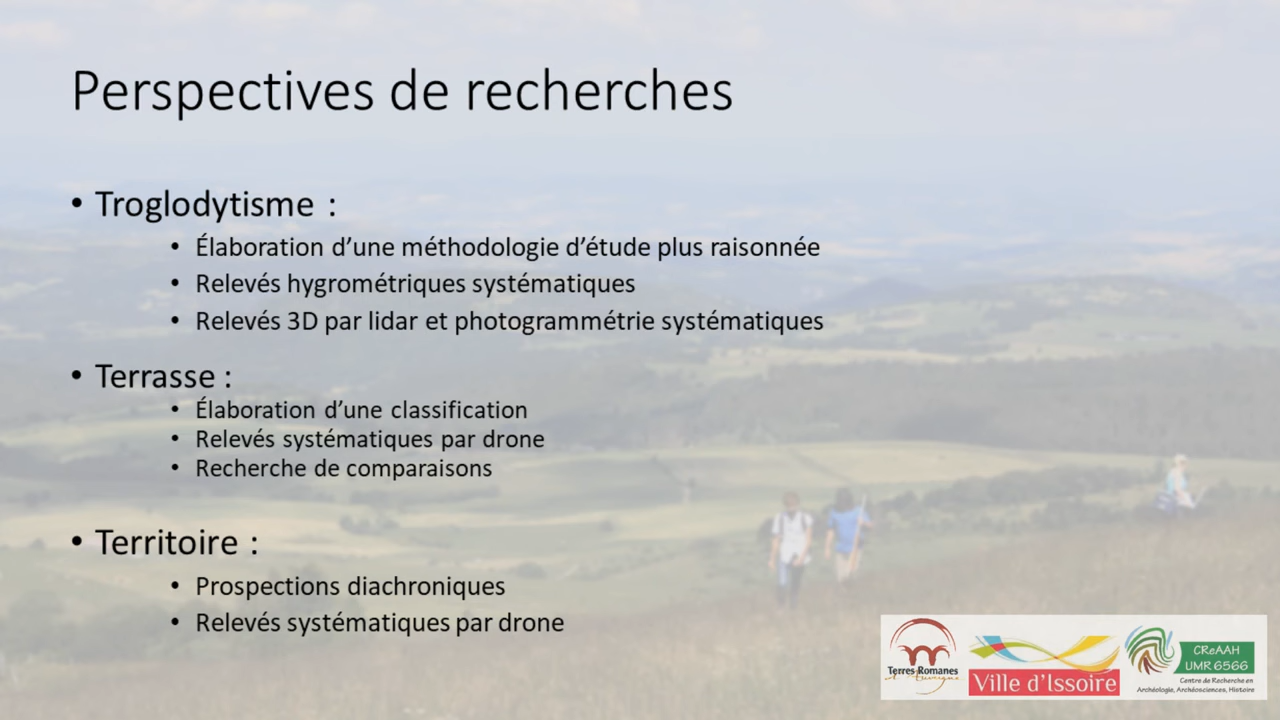 Perspectives de recherches
• Troglodytisme :
• Élaboration d’une méthodologie d’étude plus raisonnée
• Relevés hygrométriques systématiques
• Relevés 3D par lidar et photogrammétrie systématiques
• Terrasse :
• Élaboration d’une classification
• Relevés systématiques par drone
• Recherche de comparaisons
• Territoire :
• Prospections diachroniques
• Relevés systématiques par drone
Terres Romanes
d'Auvergne
Ville d'Issoire
CReAAH
UMR 6566
Centre de Recherche en
Archéologie, Archéosciences, Histoire